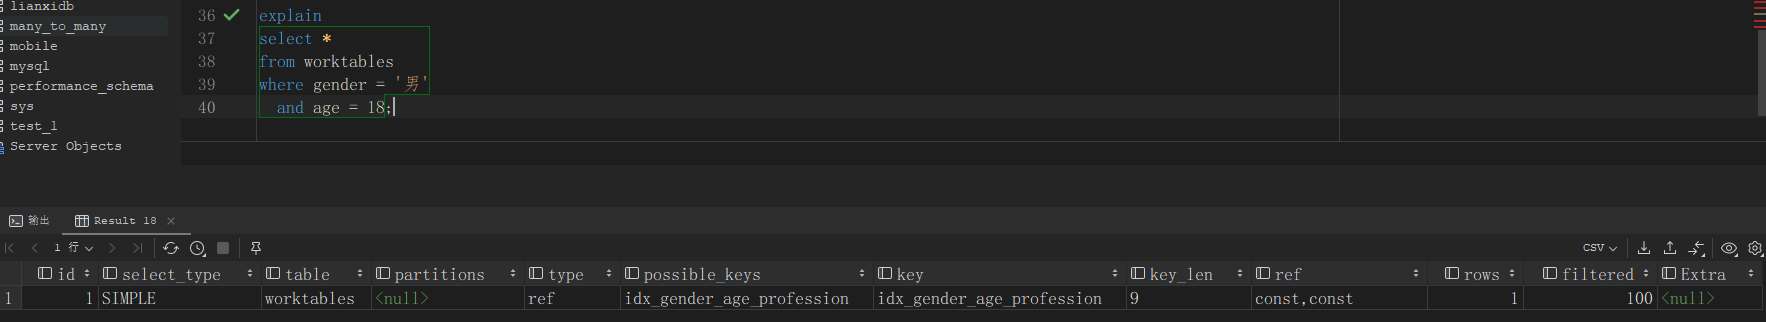 lianxidb
many_to_many
mobile
mysql
performance_schema
sys
test_l
Server Objects
36 explain
37 select *
38 from worktables
39 where gender = '男'
40 and age = 18;
输出 Result 18
1 行 CSV
id select_type table partitions type possible_keys key key_len ref rows filtered Extra
1 1 SIMPLE worktables <null> ref idx_gender_age_profession idx_gender_age_profession 9 const,const 1 100 <null>